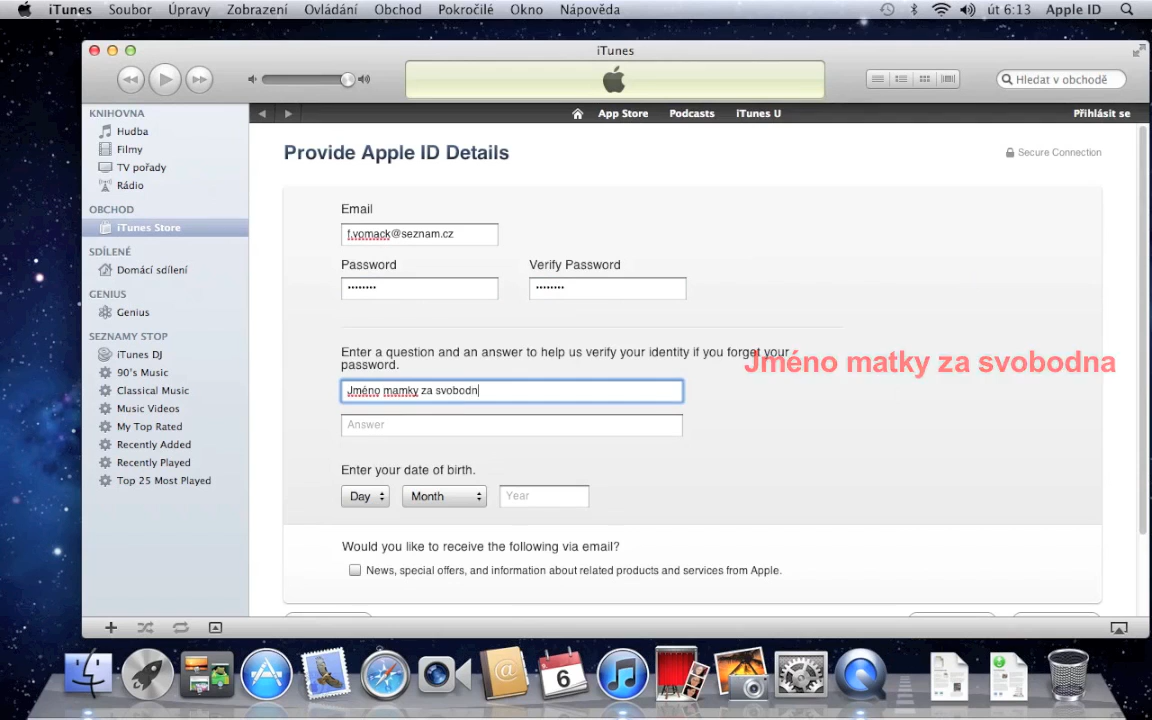 iTunes Soubor Úpravy Zobrazení Ovládání Obchod Pokročilé Okno Nápověda út 6:13 Apple ID
iTunes
Hledat v obchodě
KNIHOVNA
Hudba
Filmy
TV pořady
Rádio
OBCHOD
iTunes Store
SDÍLENÉ
Domácí sdílení
GENIUS
Genius
SEZNAMY STOP
iTunes DJ
90's Music
Classical Music
Music Videos
My Top Rated
Recently Added
Recently Played
Top 25 Most Played
App Store Podcasts iTunes U Přihlásit se
Provide Apple ID Details
Secure Connection
Email
f.vomack@seznam.cz
Password Verify Password
•••••••• ••••••••
Enter a question and an answer to help us verify your identity if you forget your
password.
Jméno matky za svobodna
Jméno mamky za svobodn
Answer
Enter your date of birth.
Day Month Year
Would you like to receive the following via email?
News, special offers, and information about related products and services from Apple.
6